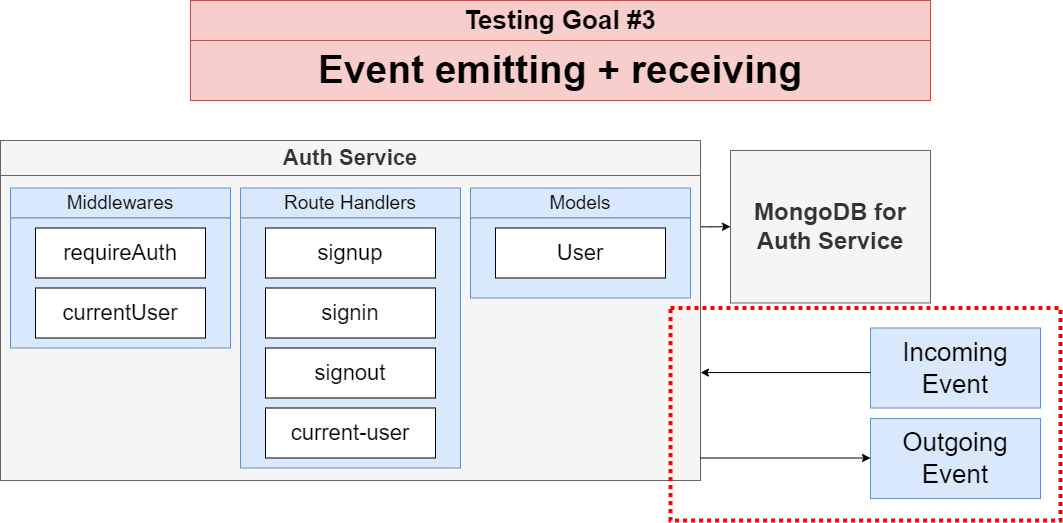 Testing Goal #3
Event emitting + receiving
Auth Service
Middlewares
requireAuth
currentUser
Route Handlers
signup
signin
signout
current-user
Models
User
MongoDB for
Auth Service
Incoming
Event
Outgoing
Event